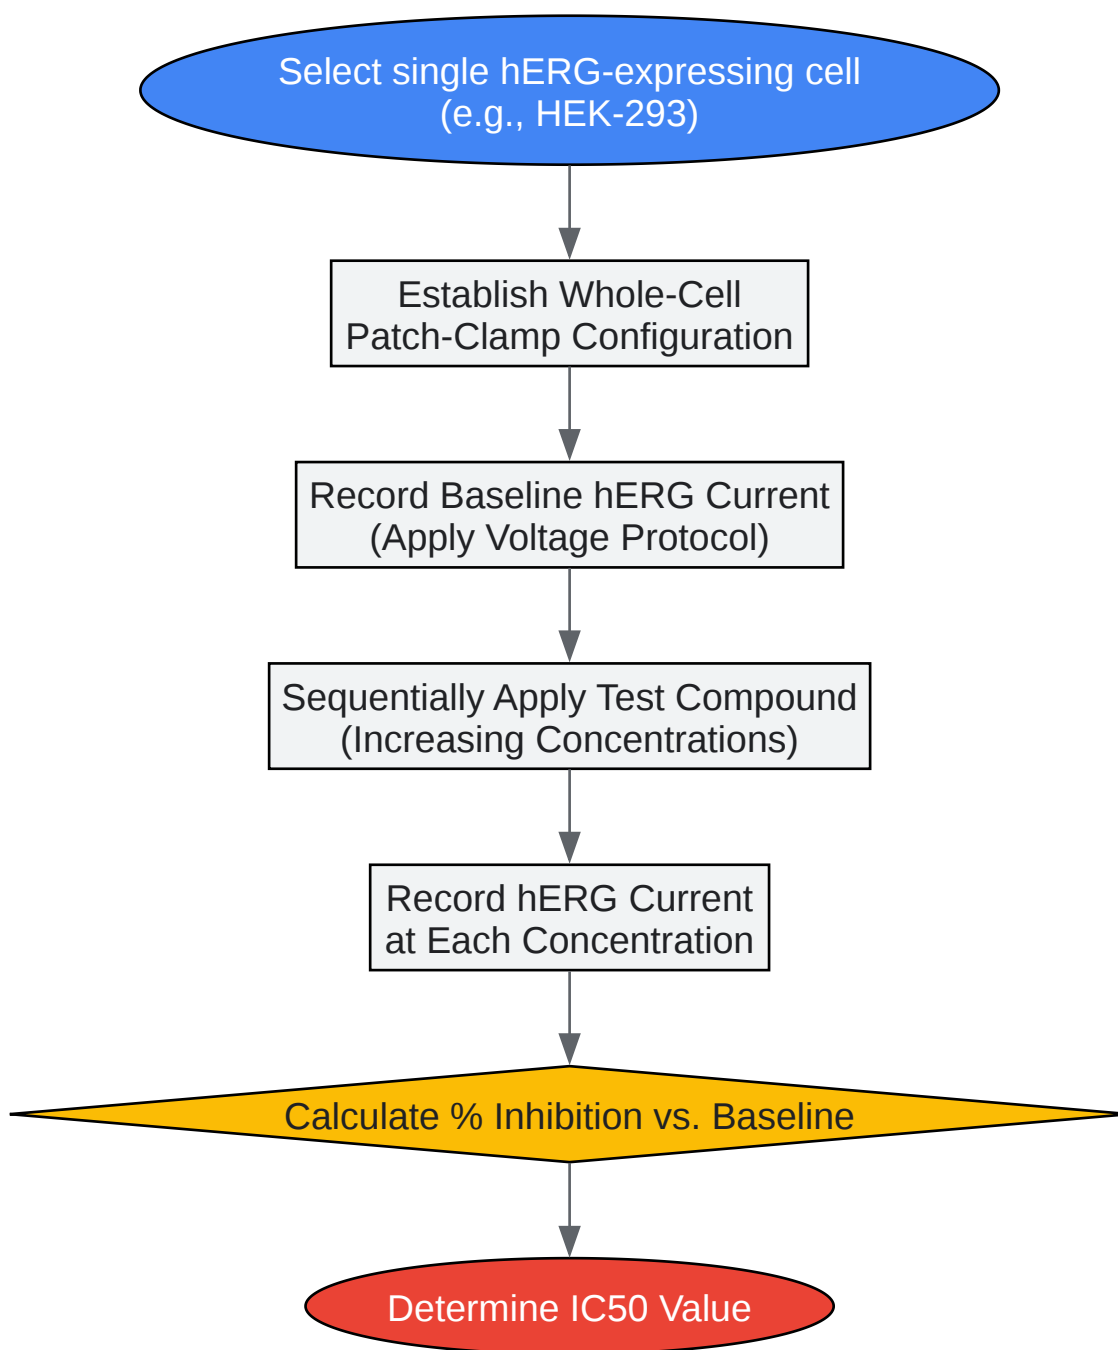 Select single hERG-expressing cell
(e.g., HEK-293)
Establish Whole-Cell
Patch-Clamp Configuration
Record Baseline hERG Current
(Apply Voltage Protocol)
Sequentially Apply Test Compound
(Increasing Concentrations)
Record hERG Current
at Each Concentration
Calculate % Inhibition vs. Baseline
Determine IC50 Value